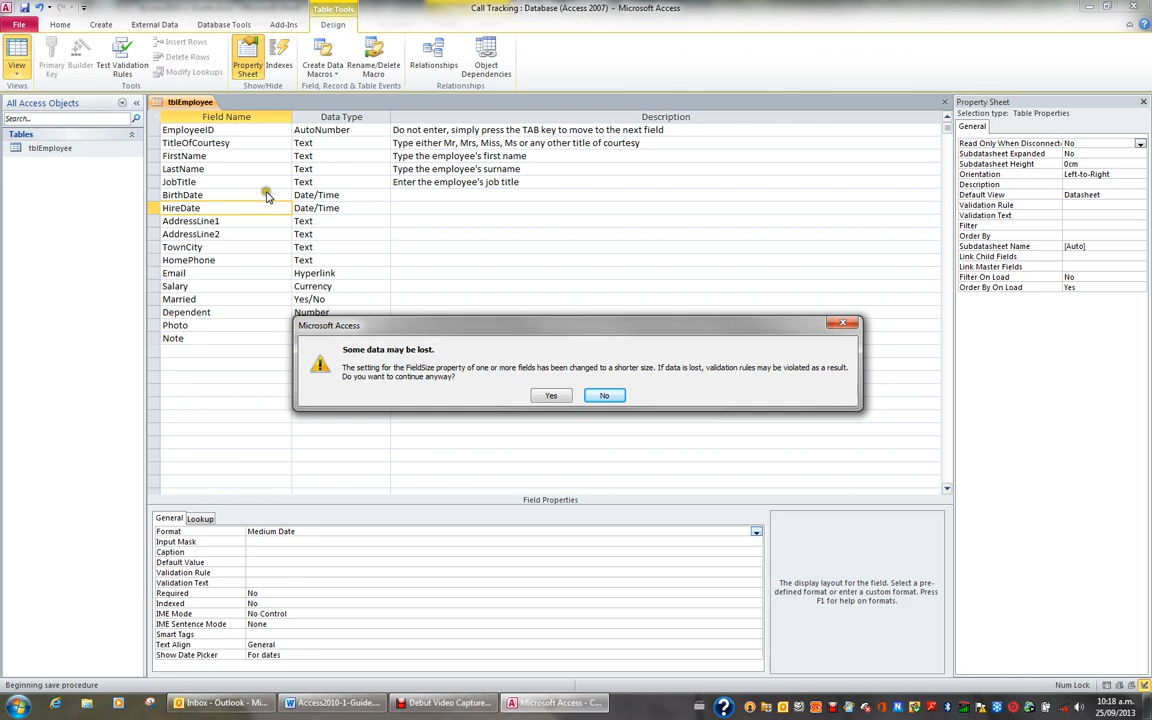 Table Tools
Call Tracking : Database (Access 2007) - Microsoft Access
File Home Create External Data Database Tools Add-Ins Design
View
Primary Key
Builder
Test Validation Rules
Insert Rows
Delete Rows
Modify Lookups
Property Sheet
Indexes
Create Data Macros
Rename/Delete Macro
Relationships
Object Dependencies
Views Tools Show/Hide Field, Record & Table Events Relationships
All Access Objects
Search...
Tables
tblEmployee
tblEmployee
Field Name Data Type Description
EmployeeID AutoNumber Do not enter, simply press the TAB key to move to the next field
TitleOfCourtesy Text Type either Mr, Mrs, Miss, Ms or any other title of courtesy
FirstName Text Type the employee's first name
LastName Text Type the employee's surname
JobTitle Text Enter the employee's job title
BirthDate Date/Time
HireDate Date/Time
AddressLine1 Text
AddressLine2 Text
TownCity Text
HomePhone Text
Email Hyperlink
Salary Currency
Married Yes/No
Dependent Number
Photo
Note
Microsoft Access
Some data may be lost.
The setting for the FieldSize property of one or more fields has been changed to a shorter size. If data is lost, validation rules may be violated as a result.
Do you want to continue anyway?
Yes No
Field Properties
General Lookup
Format Medium Date
Input Mask
Caption
Default Value
Validation Rule
Validation Text
Required No
Indexed No
IME Mode No Control
IME Sentence Mode None
Smart Tags
Text Align General
Show Date Picker For dates
The display layout for the field. Select a pre-
defined format or enter a custom format. Press
F1 for help on formats.
Property Sheet
Selection type: Table Properties
General
Read Only When Disconnect No
Subdatasheet Expanded No
Subdatasheet Height 0cm
Orientation Left-to-Right
Description
Default View Datasheet
Validation Rule
Validation Text
Filter
Order By
Subdatasheet Name [Auto]
Link Child Fields
Link Master Fields
Filter On Load No
Order By On Load Yes
Beginning save procedure
Num Lock
Inbox - Outlook - Mi...
Access2010-1-Guide....
Debut Video Captur...
Microsoft Access - C...
10:18 a.m.
25/09/2013